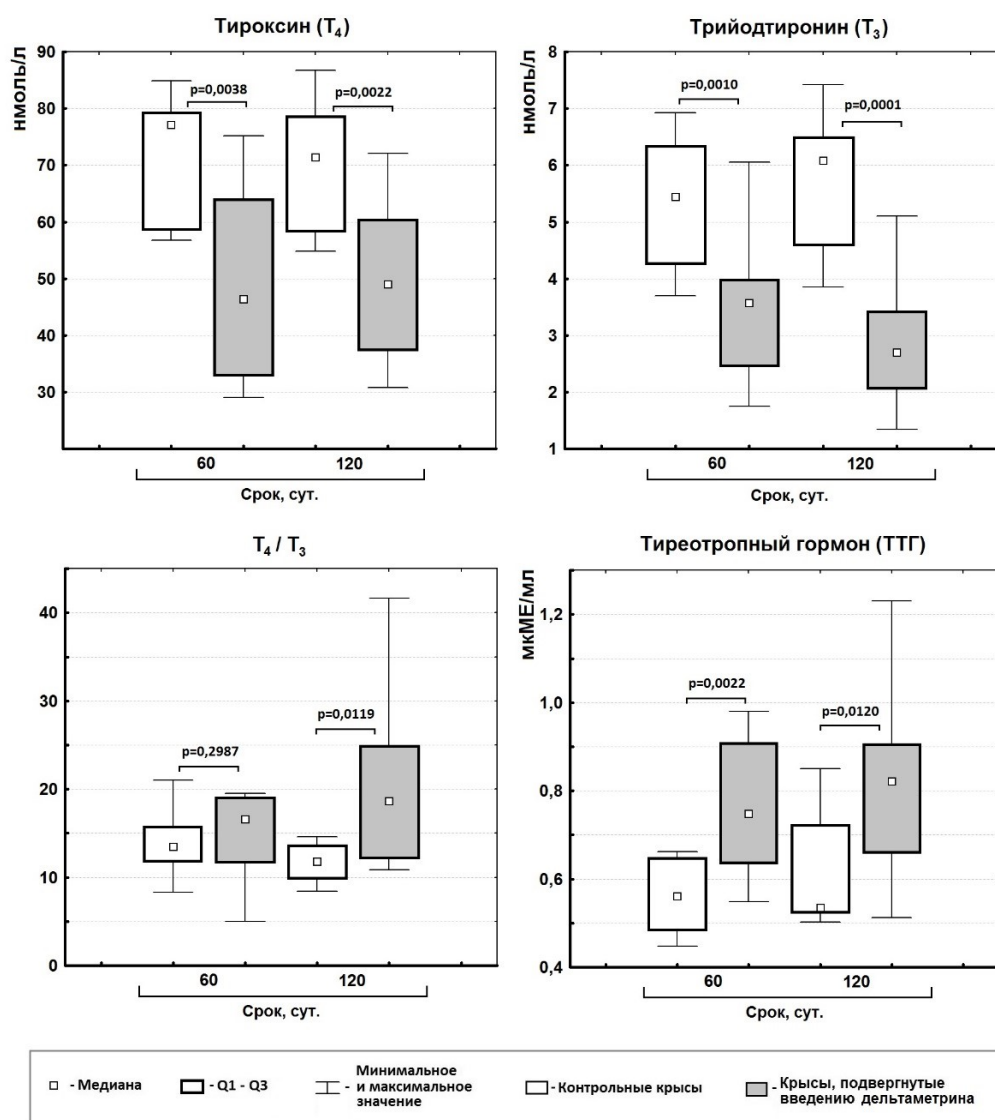 Тироксин (Т4)
нмоль/л
90
80
70
60
50
40
30
p=0,0038
p=0,0022
60
120
Срок, сут.
Трийодтиронин (Т3)
нмоль/л
8
7
6
5
4
3
2
1
p=0,0010
p=0,0001
60
120
Срок, сут.
Т4 / Т3
40
30
20
10
0
p=0,2987
p=0,0119
60
120
Срок, сут.
Тиреотропный гормон (ТТГ)
мкМЕ/мл
1,2
1,0
0,8
0,6
0,4
p=0,0022
p=0,0120
60
120
Срок, сут.
- Медиана
- Q1 - Q3
Минимальное
- и максимальное
значение
- Контрольные крысы
- Крысы, подвергнутые
введению дельтаметрина